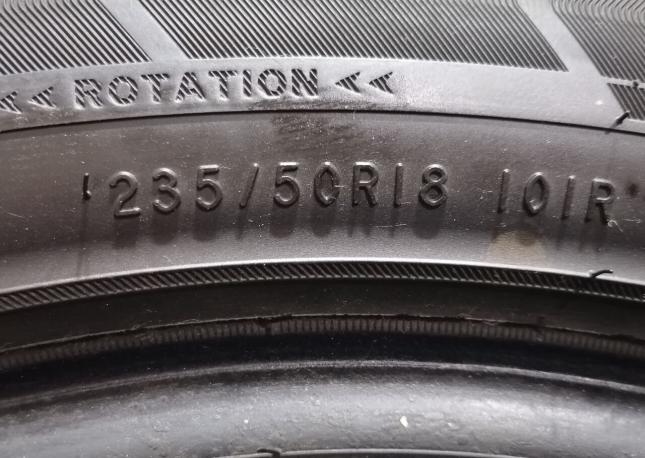 << ROTATION <<
235/50R18 101R